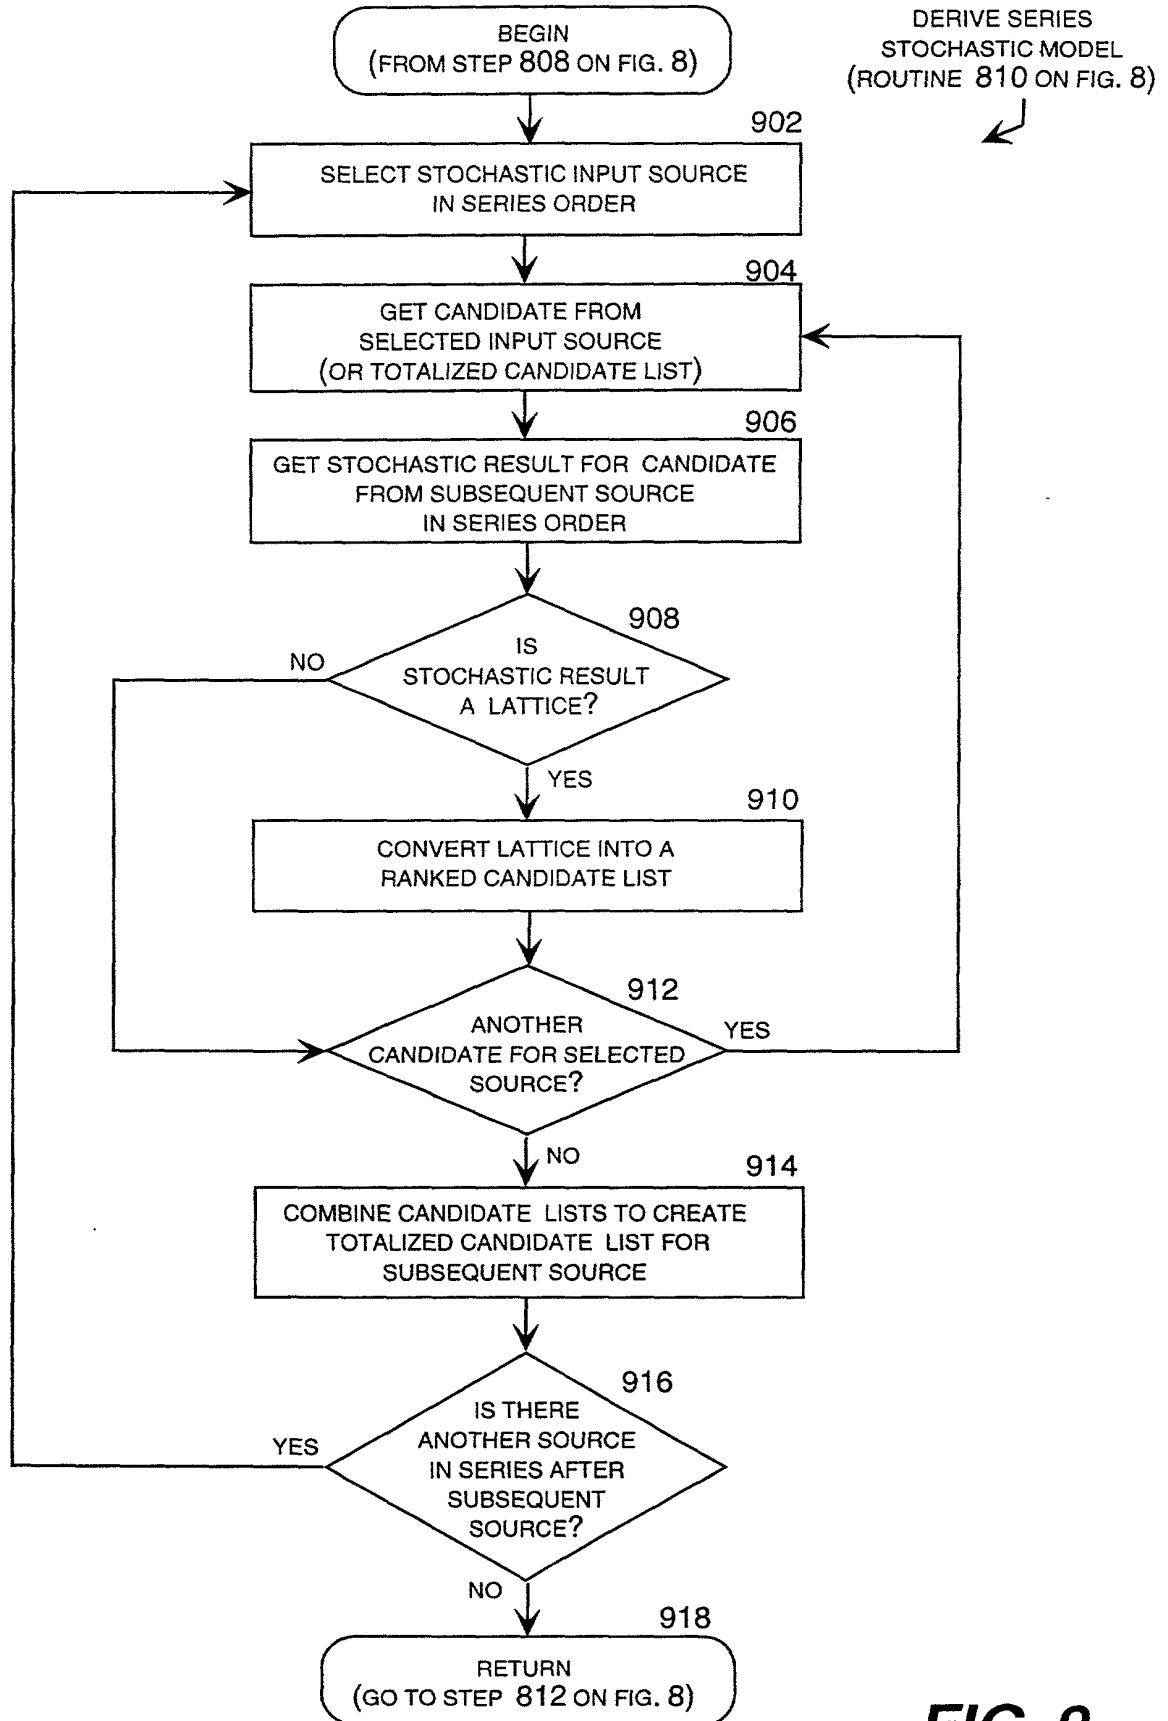 BEGIN
(FROM STEP 808 ON FIG. 8)
DERIVE SERIES
STOCHASTIC MODEL
(ROUTINE 810 ON FIG. 8)
902
SELECT STOCHASTIC INPUT SOURCE
IN SERIES ORDER
904
GET CANDIDATE FROM
SELECTED INPUT SOURCE
(OR TOTALIZED CANDIDATE LIST)
906
GET STOCHASTIC RESULT FOR CANDIDATE
FROM SUBSEQUENT SOURCE
IN SERIES ORDER
908
IS
STOCHASTIC RESULT
A LATTICE?
NO
YES
910
CONVERT LATTICE INTO A
RANKED CANDIDATE LIST
912
ANOTHER
CANDIDATE FOR SELECTED
SOURCE?
YES
NO
914
COMBINE CANDIDATE LISTS TO CREATE
TOTALIZED CANDIDATE LIST FOR
SUBSEQUENT SOURCE
916
IS THERE
ANOTHER SOURCE
IN SERIES AFTER
SUBSEQUENT
SOURCE?
YES
NO
918
RETURN
(GO TO STEP 812 ON FIG. 8)
FIG.